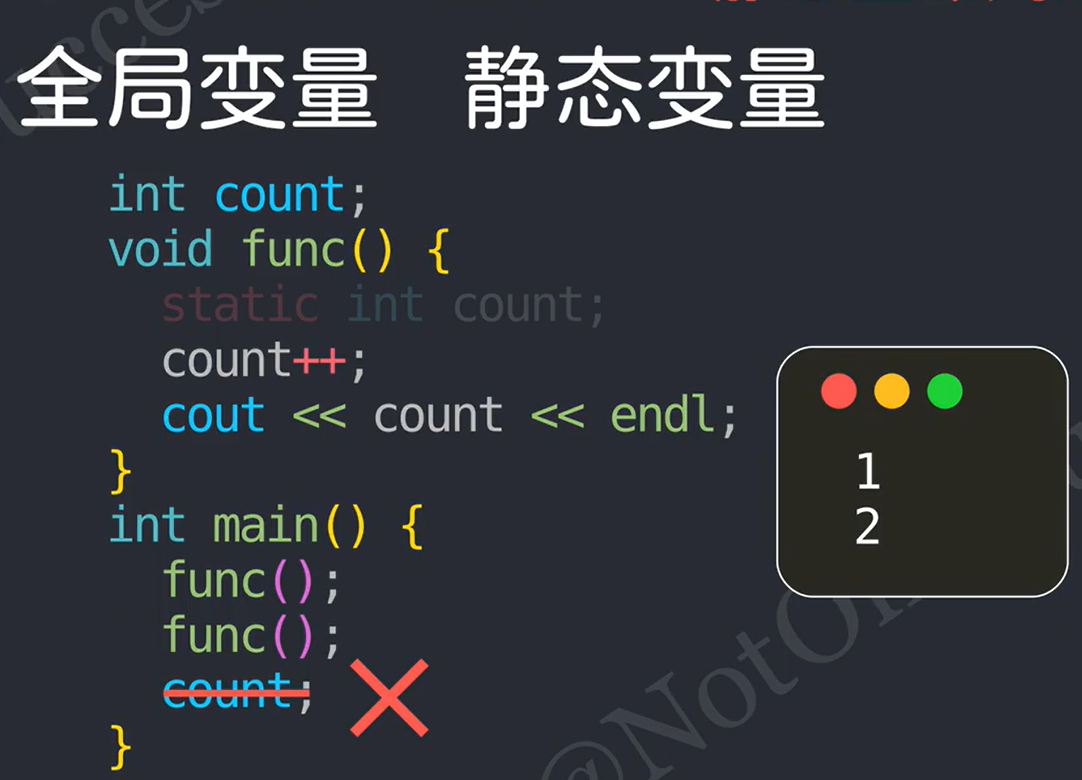 全局变量 静态变量
int count;
void func() {
static int count;
count++;
cout << count << endl;
}
int main() {
func();
func();
count;
}
1
2
@NotOn